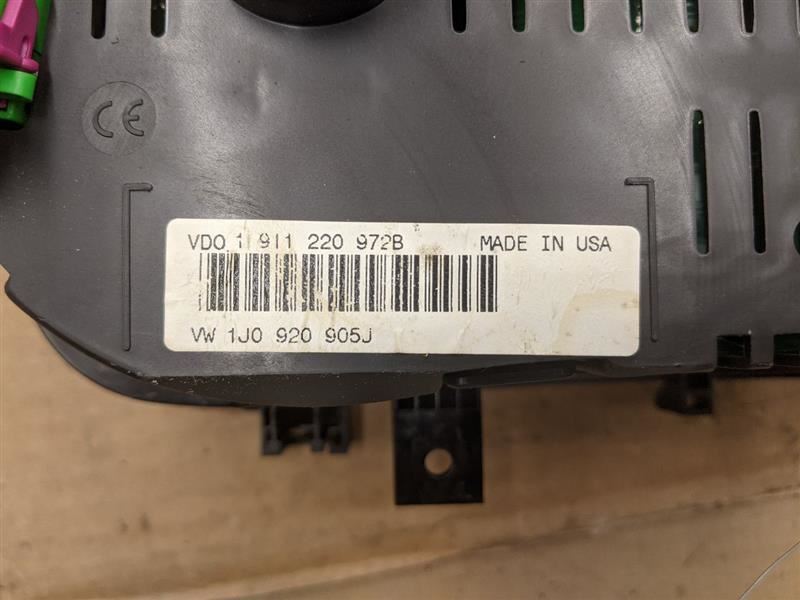 CE
VDO 1 911 220 972B MADE IN USA
VW 1J0 920 905J